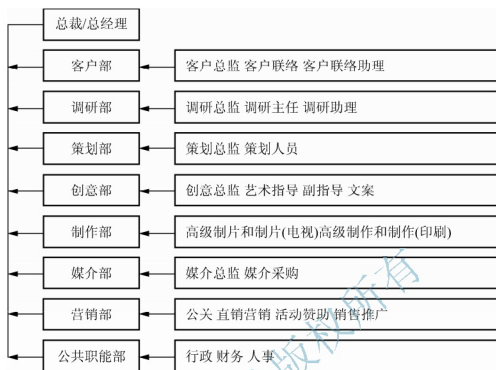 总裁/总经理
客户部 客户总监 客户联络 客户联络助理
调研部 调研总监 调研主任 调研助理
策划部 策划总监 策划人员
创意部 创意总监 艺术指导 副指导 文案
制作部 高级制片和制片(电视)高级制作和制作(印刷)
媒介部 媒介总监 媒介采购
营销部 公关 直销营销 活动赞助 销售推广
公共职能部 行政 财务 人事
版权所有